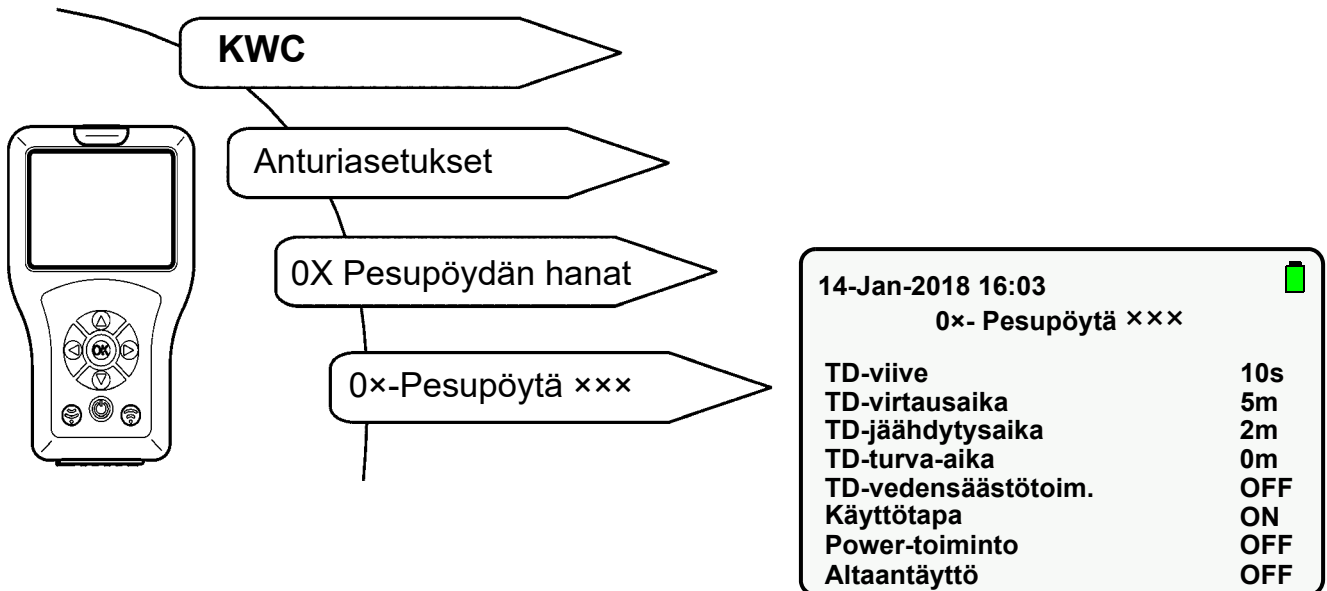 KWC
Anturiasetukset
0X Pesupöydän hanat
0×-Pesupöytä ×××
OK
14-Jan-2018 16:03
0×- Pesupöytä ×××
TD-viive 10s
TD-virtausaika 5m
TD-jäähdytysaika 2m
TD-turva-aika 0m
TD-vedensäästötoim. OFF
Käyttötapa ON
Power-toiminto OFF
Altaantäyttö OFF